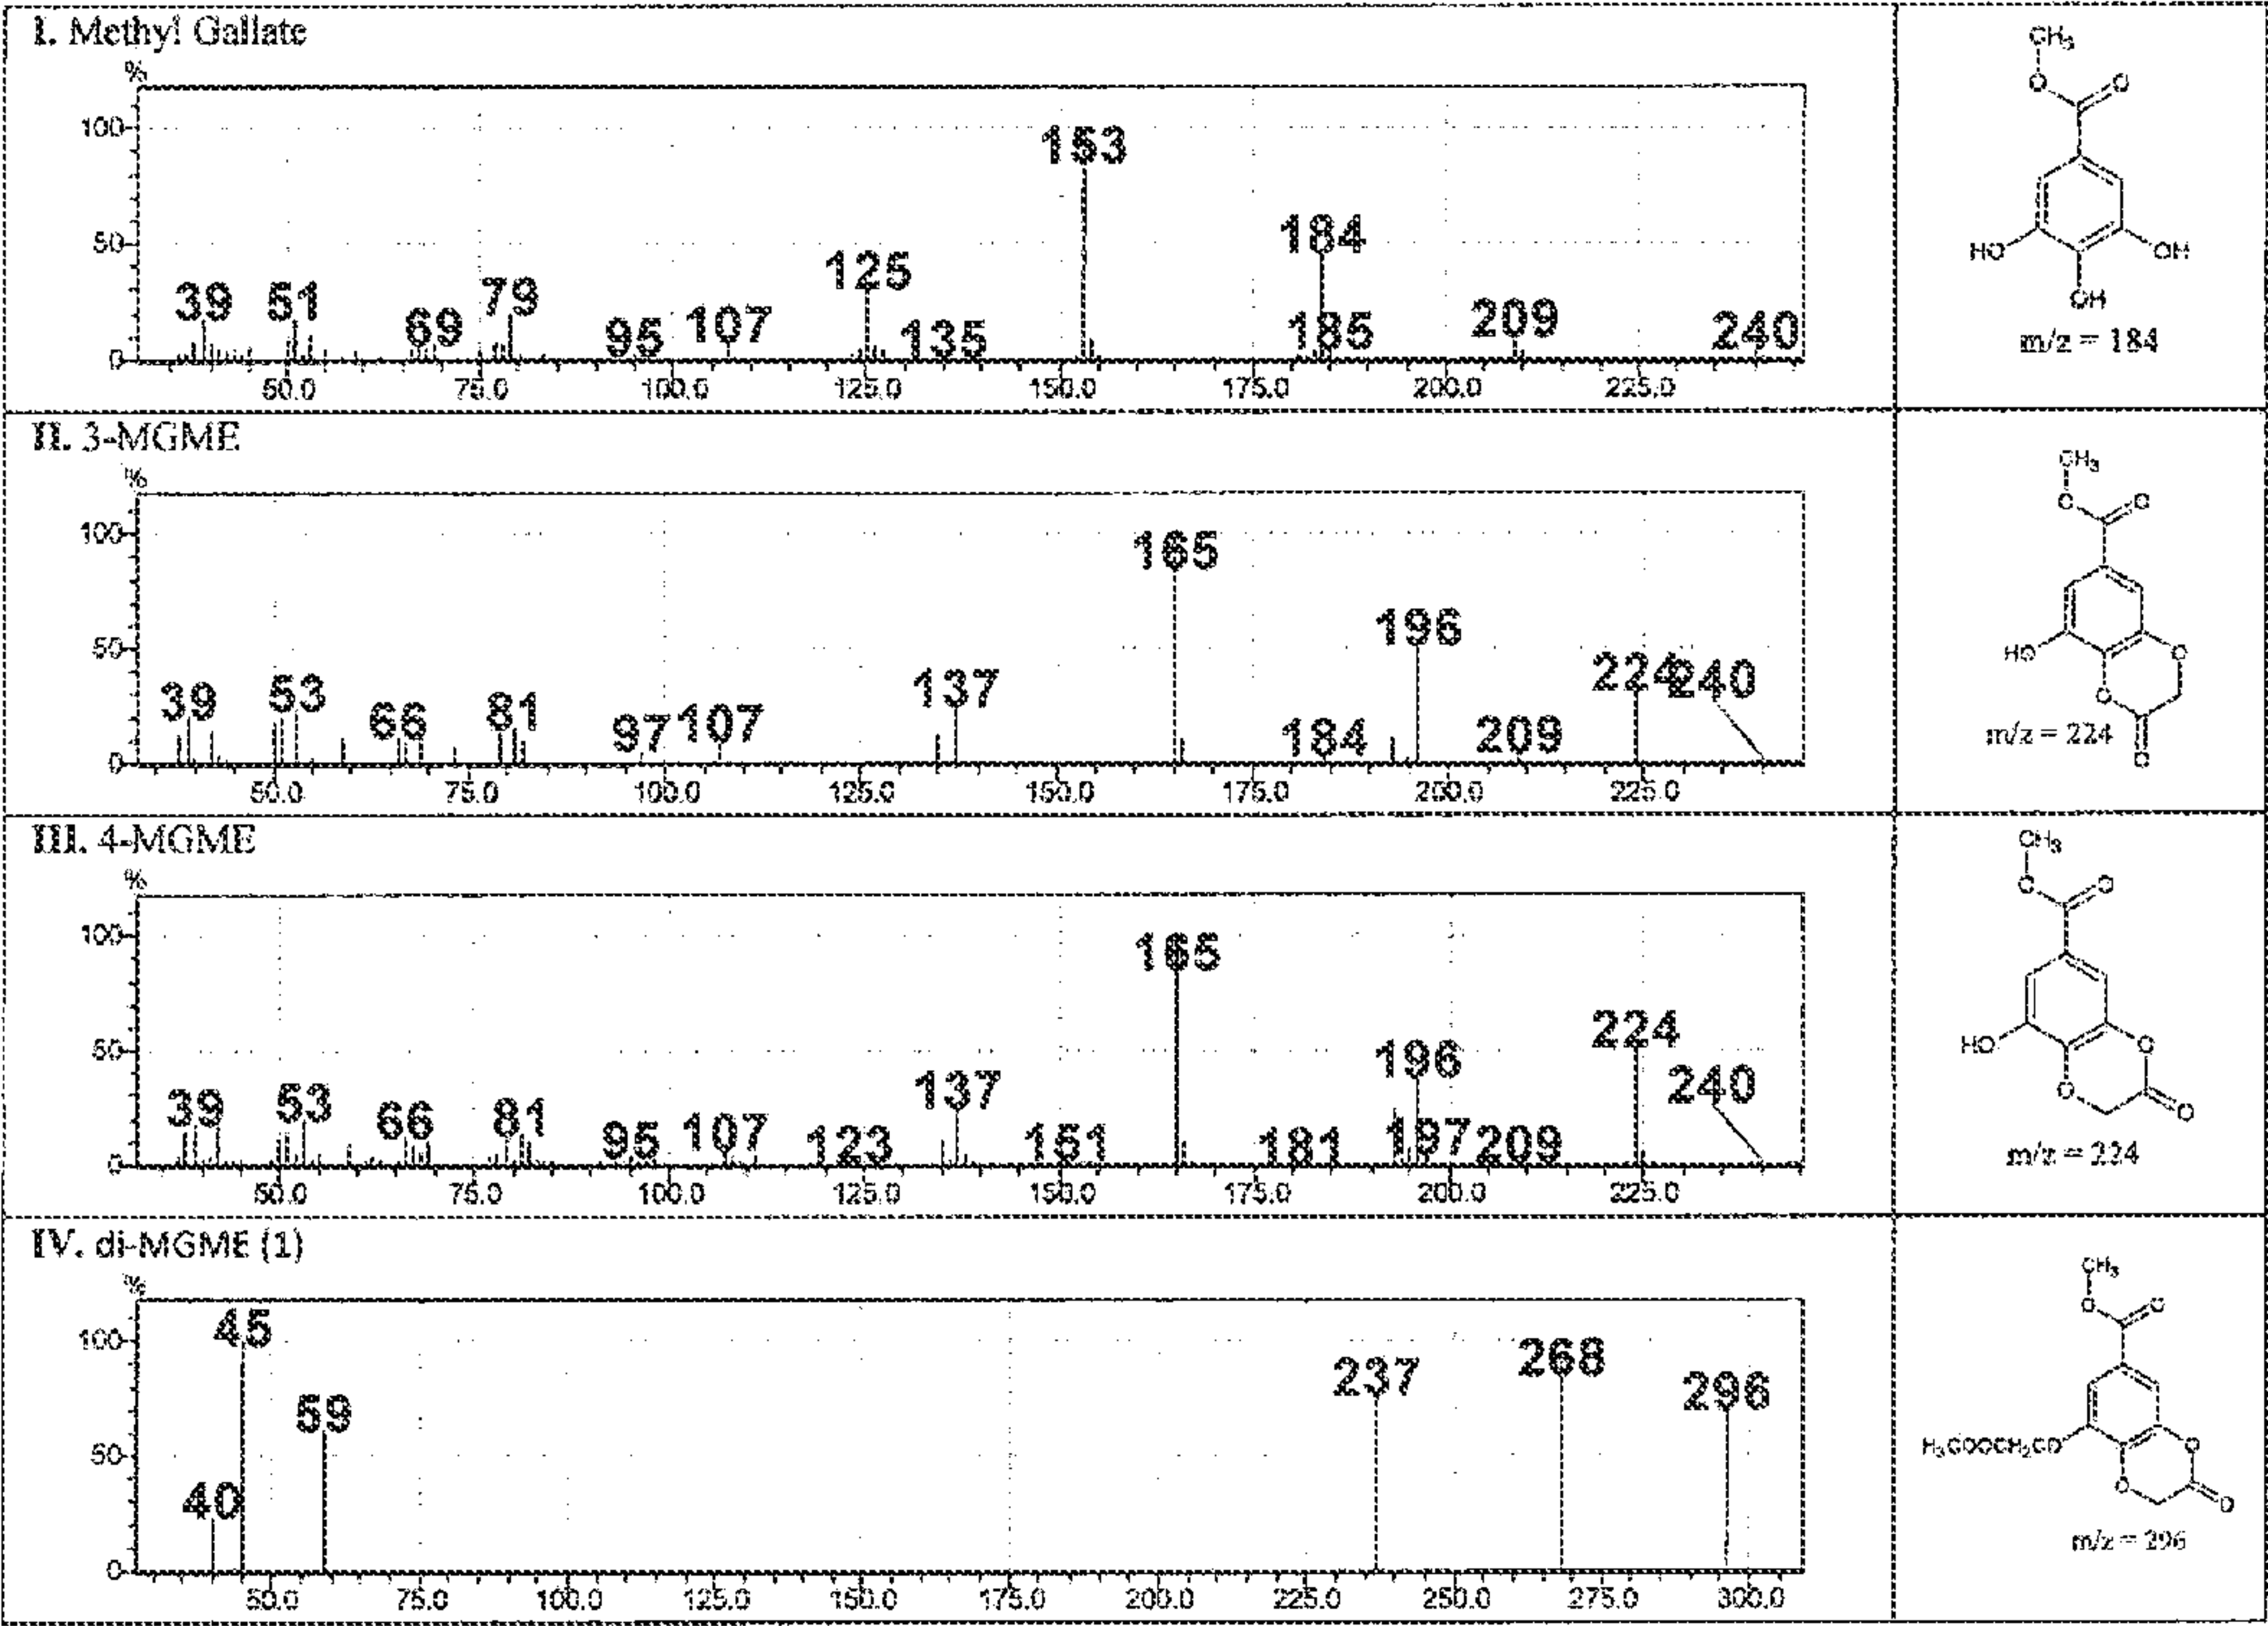 I. Methyl Gallate
%
100
50
0
39 51 69 79 95 107 125 135 153 184 185 209 240
50.0 75.0 100.0 125.0 150.0 175.0 200.0 225.0
CH3
O O
HO OH
OH
m/z = 184
II. 3-MGME
%
100
50
0
39 53 66 81 97 107 137 165 184 196 209 224 240
50.0 75.0 100.0 125.0 150.0 175.0 200.0 225.0
CH3
O O
HO O
O
O
m/z = 224
III. 4-MGME
%
100
50
0
39 53 66 81 95 107 123 137 151 165 181 196 197 209 224 240
50.0 75.0 100.0 125.0 150.0 175.0 200.0 225.0
CH3
O O
HO O
O O
m/z = 224
IV. di-MGME (1)
%
100
50
0
40 45 59 237 268 296
50.0 75.0 100.0 125.0 150.0 175.0 200.0 225.0 250.0 275.0 300.0
CH3
O O
H3COOCH2CO O
O O
m/z = 296